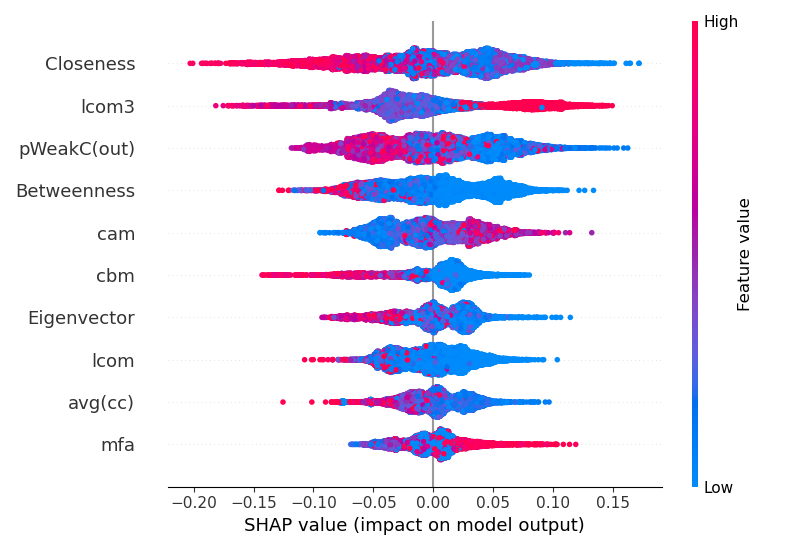 High
Closeness
lcom3
pWeakC(out)
Betweenness
cam
cbm
Eigenvector
lcom
avg(cc)
mfa
Feature value
Low
−0.20 −0.15 −0.10 −0.05 0.00 0.05 0.10 0.15
SHAP value (impact on model output)